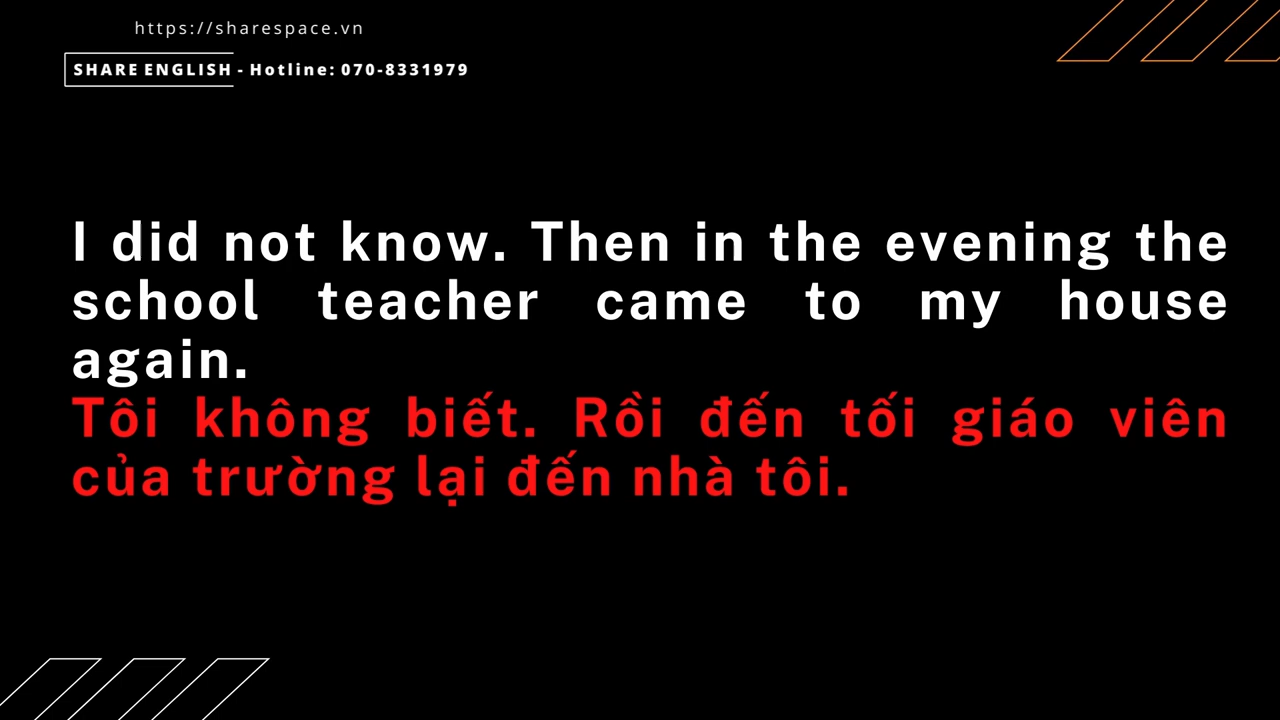 https://sharespace.vn
SHARE ENGLISH - Hotline: 070-8331979
I did not know. Then in the evening the
school teacher came to my house
again.
Tôi không biết. Rồi đến tối giáo viên
của trường lại đến nhà tôi.